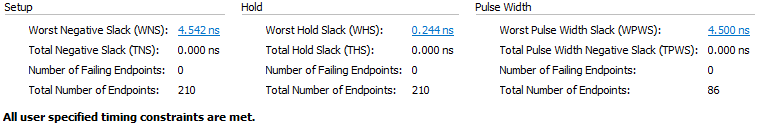 Setup
Worst Negative Slack (WNS): 4.542 ns
Total Negative Slack (TNS): 0.000 ns
Number of Failing Endpoints: 0
Total Number of Endpoints: 210
Hold
Worst Hold Slack (WHS): 0.244 ns
Total Hold Slack (THS): 0.000 ns
Number of Failing Endpoints: 0
Total Number of Endpoints: 210
Pulse Width
Worst Pulse Width Slack (WPWS): 4.500 ns
Total Pulse Width Negative Slack (TPWS): 0.000 ns
Number of Failing Endpoints: 0
Total Number of Endpoints: 86
All user specified timing constraints are met.